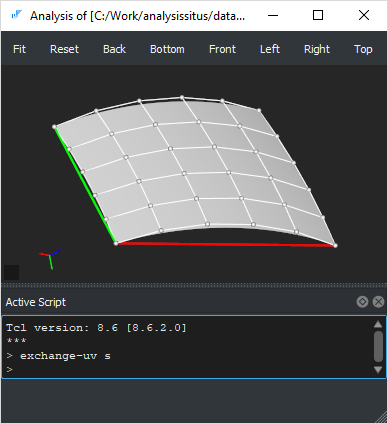 Analysis of [C:/Work/analysissitus/data...
Fit Reset Back Bottom Front Left Right Top
Active Script
Tcl version: 8.6 [8.6.2.0]
***
> exchange-uv s
>